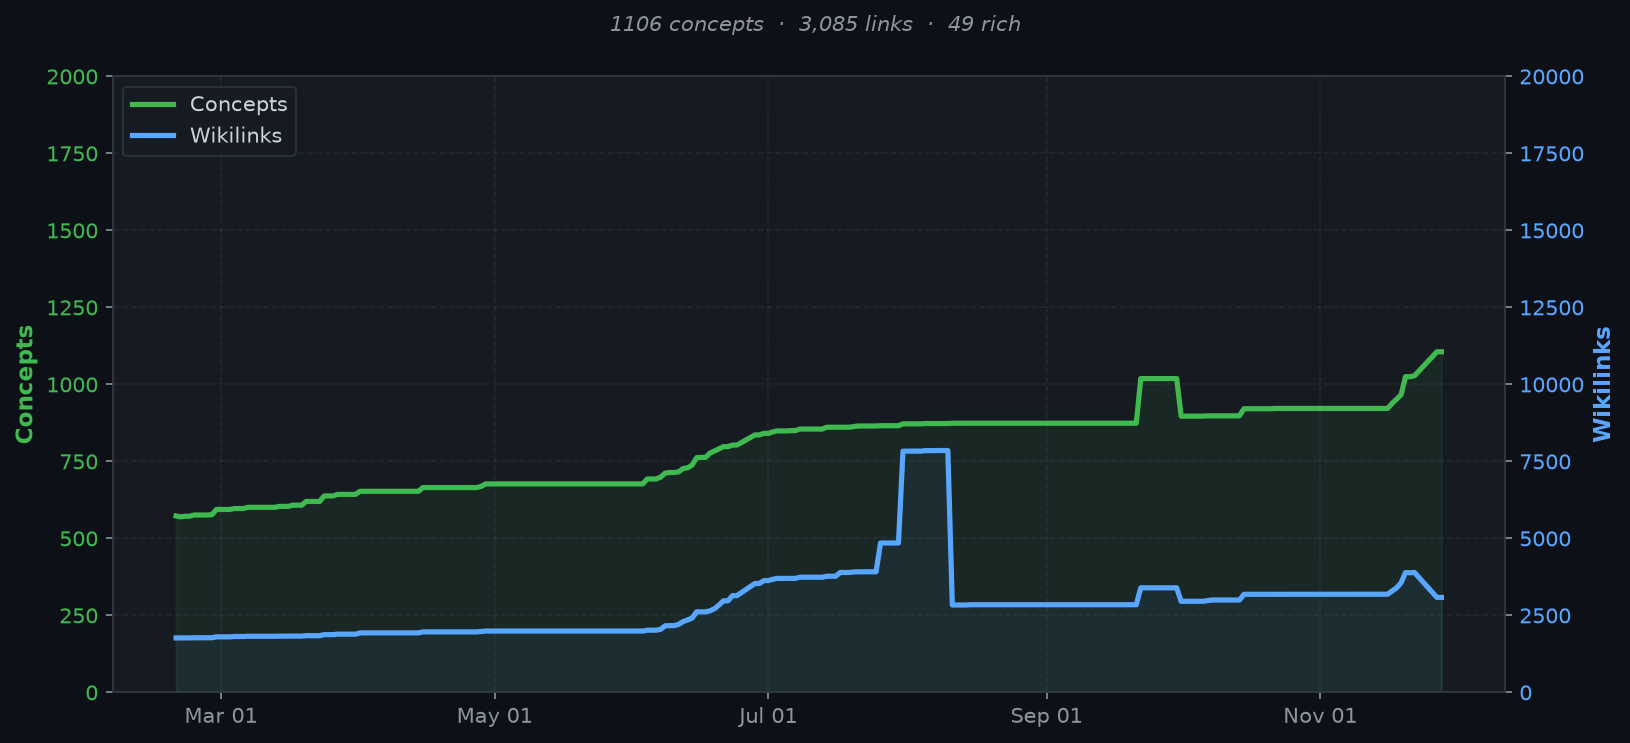 1106 concepts · 3,085 links · 49 rich
Concepts
Wikilinks
2000
1750
1500
1250
1000
750
500
250
0
Concepts
20000
17500
15000
12500
10000
7500
5000
2500
0
Wikilinks
Mar 01
May 01
Jul 01
Sep 01
Nov 01